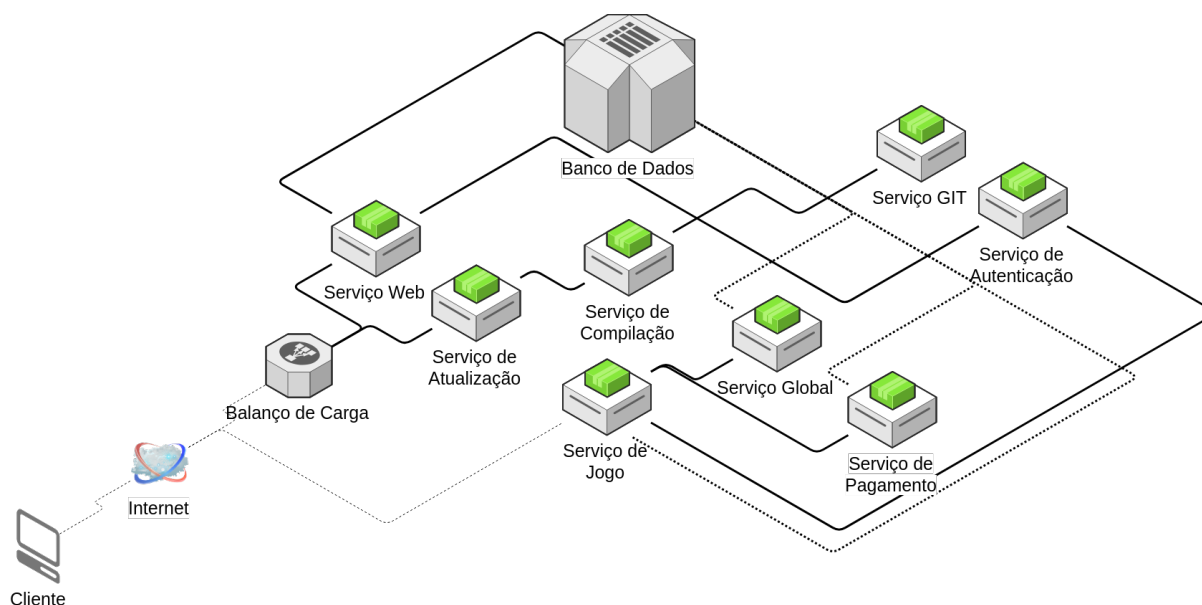 Banco de Dados
Serviço GIT
Serviço de
Autenticação
Serviço Web
Serviço de
Compilação
Serviço de
Atualização
Serviço Global
Balanço de Carga
Serviço de
Jogo
Serviço de
Pagamento
Internet
Cliente